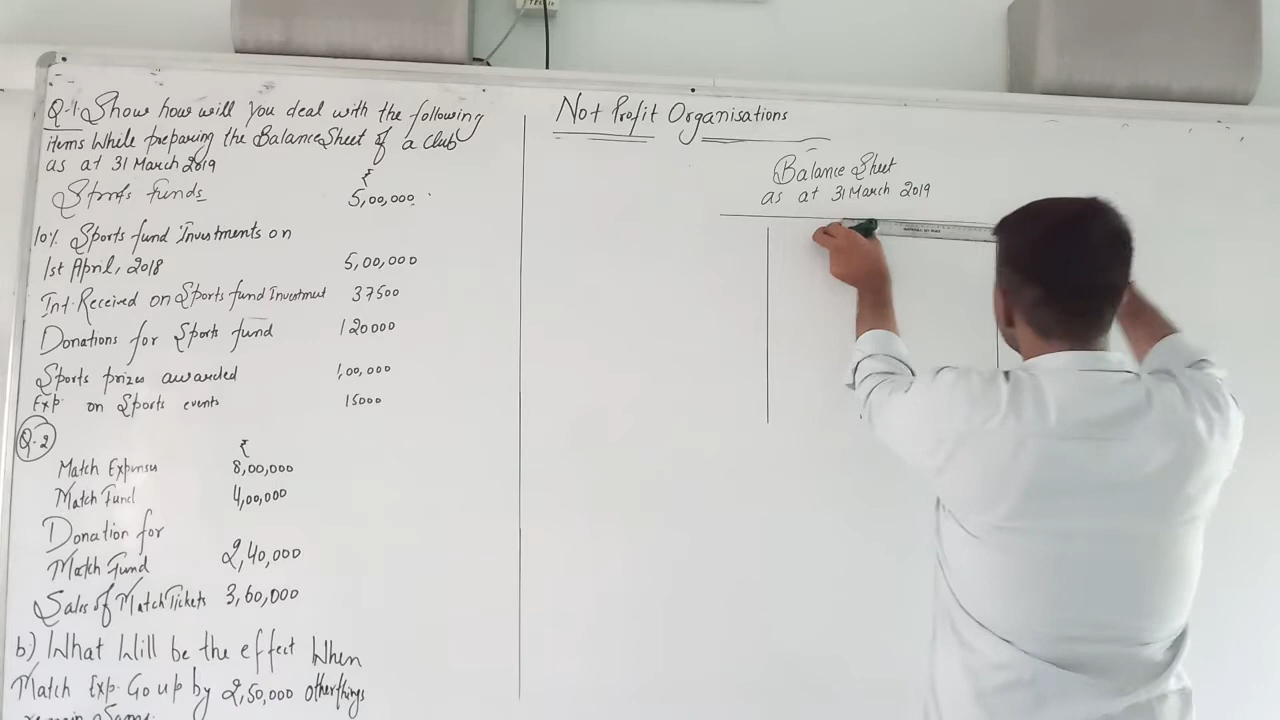 Q-1 Show how will you deal with the following
items While preparing the Balance Sheet of a club
as at 31 March 2019
₹
Sports funds 5,00,000
10% Sports fund Investments on
1st April, 2018 5,00,000
Int. Received on Sports fund Investment 37500
Donations for Sports fund 120000
Sports prizes awarded 1,00,000
Exp. on Sports events 15000
Q-2
₹
Match Expenses 8,00,000
Match Fund 4,00,000
Donation for
Match Fund 2,40,000
Sales of Match Tickets 3,60,000
b) What Will be the effect When
Match Exp. Go up by 2,50,000 other things
remain Same.
Not Profit Organisations
Balance Sheet
as at 31 March 2019